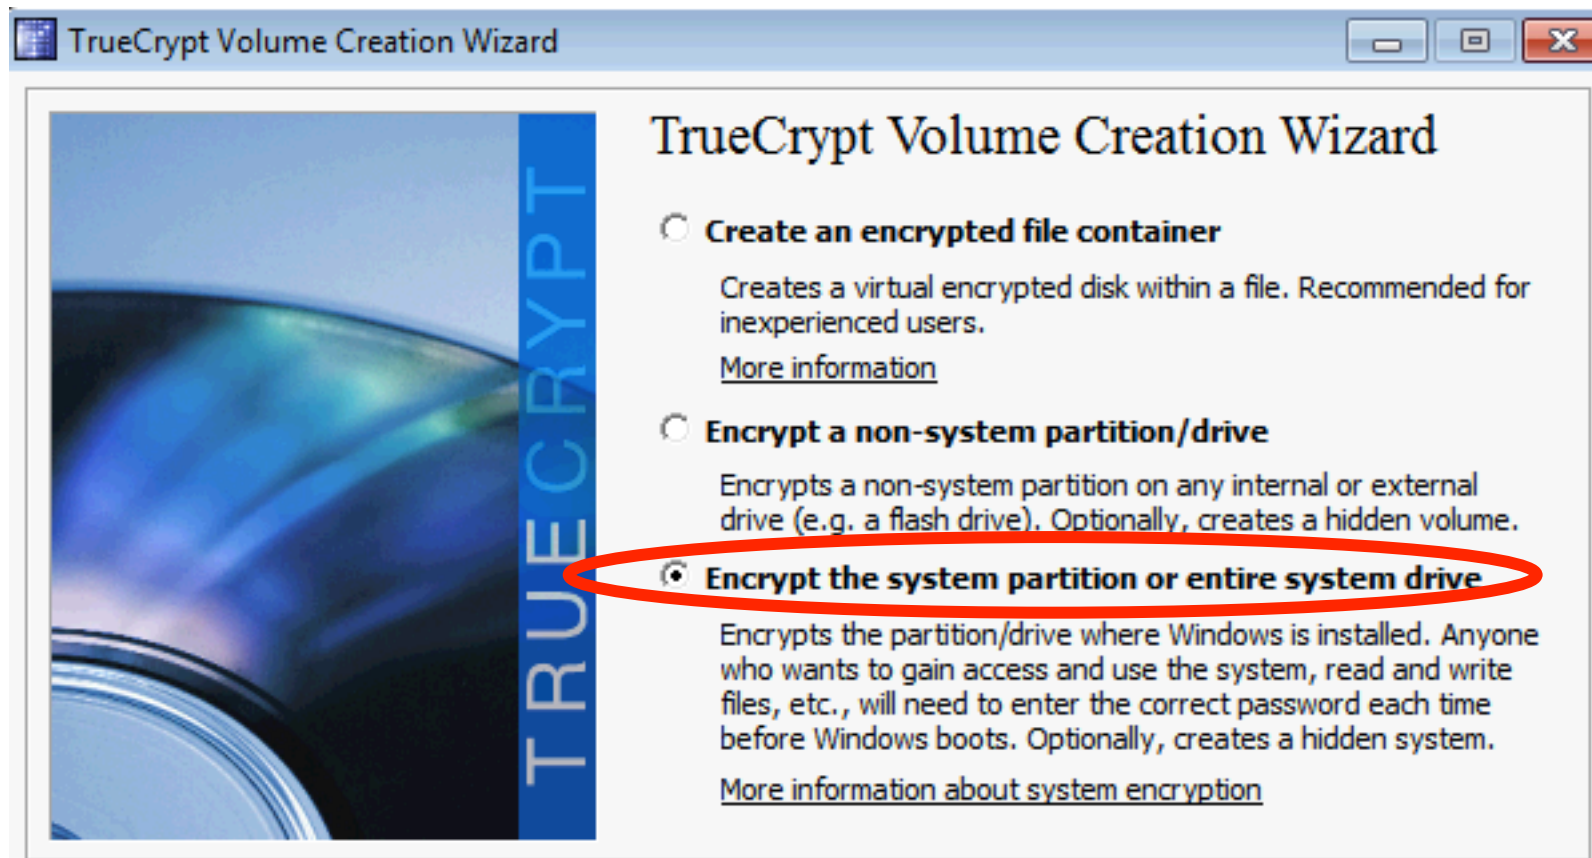 TrueCrypt Volume Creation Wizard
TRUECRYPT
TrueCrypt Volume Creation Wizard
Create an encrypted file container
Creates a virtual encrypted disk within a file. Recommended for
inexperienced users.
More information
Encrypt a non-system partition/drive
Encrypts a non-system partition on any internal or external
drive (e.g. a flash drive). Optionally, creates a hidden volume.
Encrypt the system partition or entire system drive
Encrypts the partition/drive where Windows is installed. Anyone
who wants to gain access and use the system, read and write
files, etc., will need to enter the correct password each time
before Windows boots. Optionally, creates a hidden system.
More information about system encryption